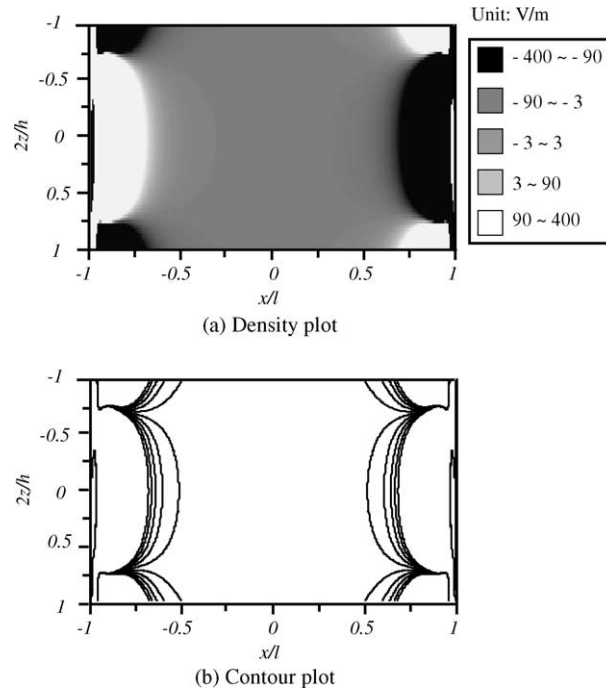 Unit: V/m
- 400 ~ - 90
- 90 ~ - 3
- 3 ~ 3
3 ~ 90
90 ~ 400
-1
-0.5
0
0.5
1
2z/h
-1 -0.5 0 0.5 1
x/l
(a) Density plot
-1
-0.5
0
0.5
1
2z/h
-1 -0.5 0 0.5 1
x/l
(b) Contour plot